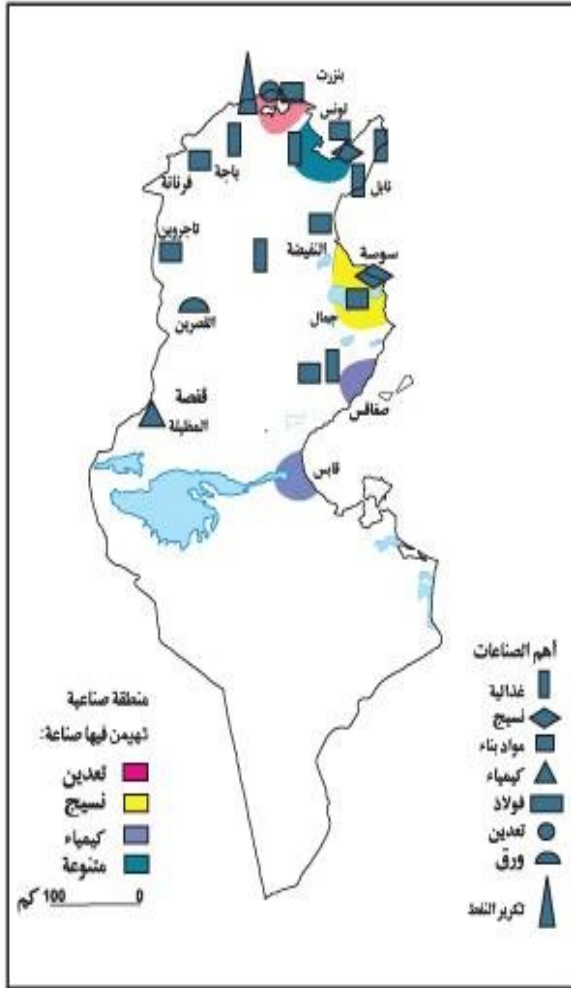 بنزرت
تونس
باجة
فرنانة
نابل
تاجروين
النفيضة
سوسة
جمال
القصرين
صفاقس
قفصة
المظيلة
قابس
أهم الصناعات
غذائية
نسيج
مواد بناء
كيمياء
فولاذ
تعدين
ورق
تكرير النفط
منطقة صناعية
تهيمن فيها صناعة:
تعدين
نسيج
كيمياء
متنوعة
0 100 كم